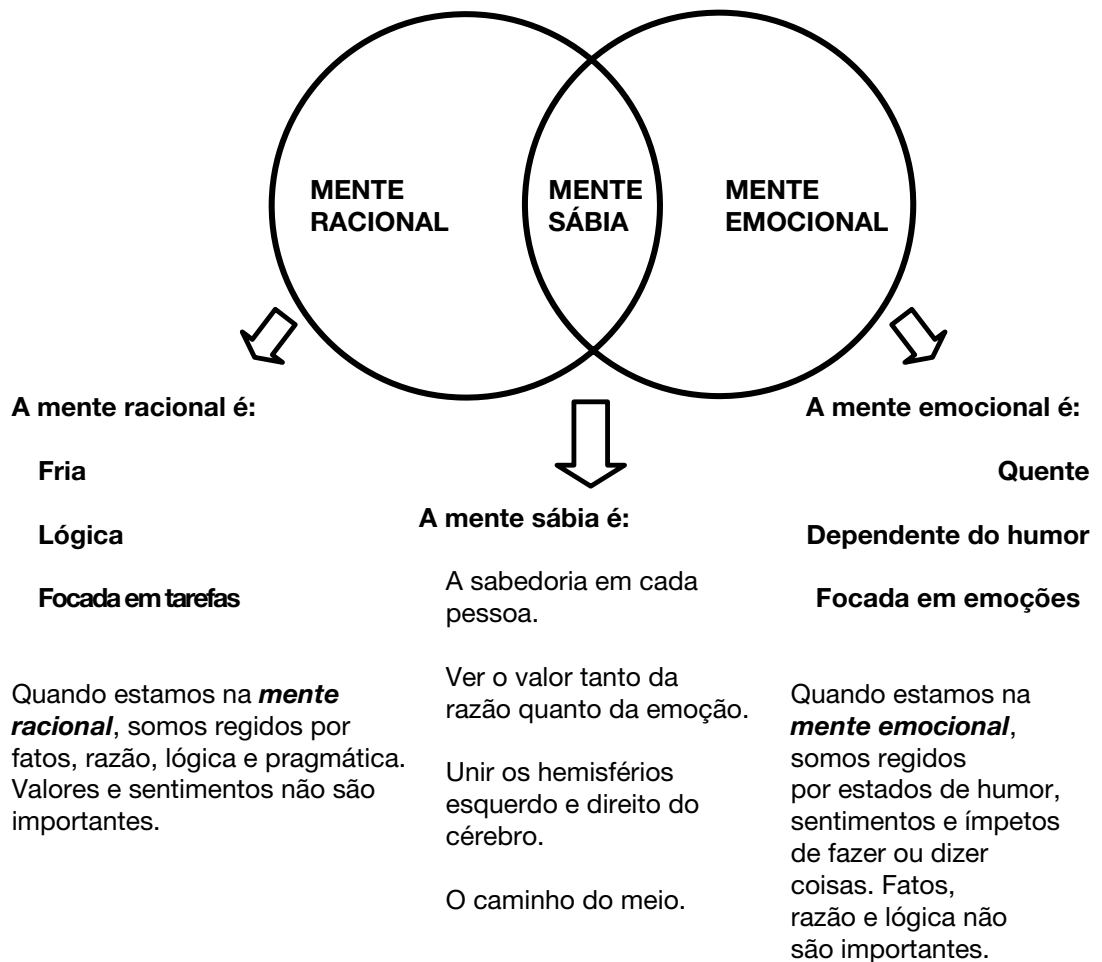 MENTE
RACIONAL
MENTE
SÁBIA
MENTE
EMOCIONAL
A mente racional é:
Fria
Lógica
Focada em tarefas
Quando estamos na mente
racional, somos regidos por
fatos, razão, lógica e pragmática.
Valores e sentimentos não são
importantes.
A mente sábia é:
A sabedoria em cada
pessoa.
Ver o valor tanto da
razão quanto da emoção.
Unir os hemisférios
esquerdo e direito do
cérebro.
O caminho do meio.
A mente emocional é:
Quente
Dependente do humor
Focada em emoções
Quando estamos na
mente emocional,
somos regidos
por estados de humor,
sentimentos e ímpetos
de fazer ou dizer
coisas. Fatos,
razão e lógica não
são importantes.